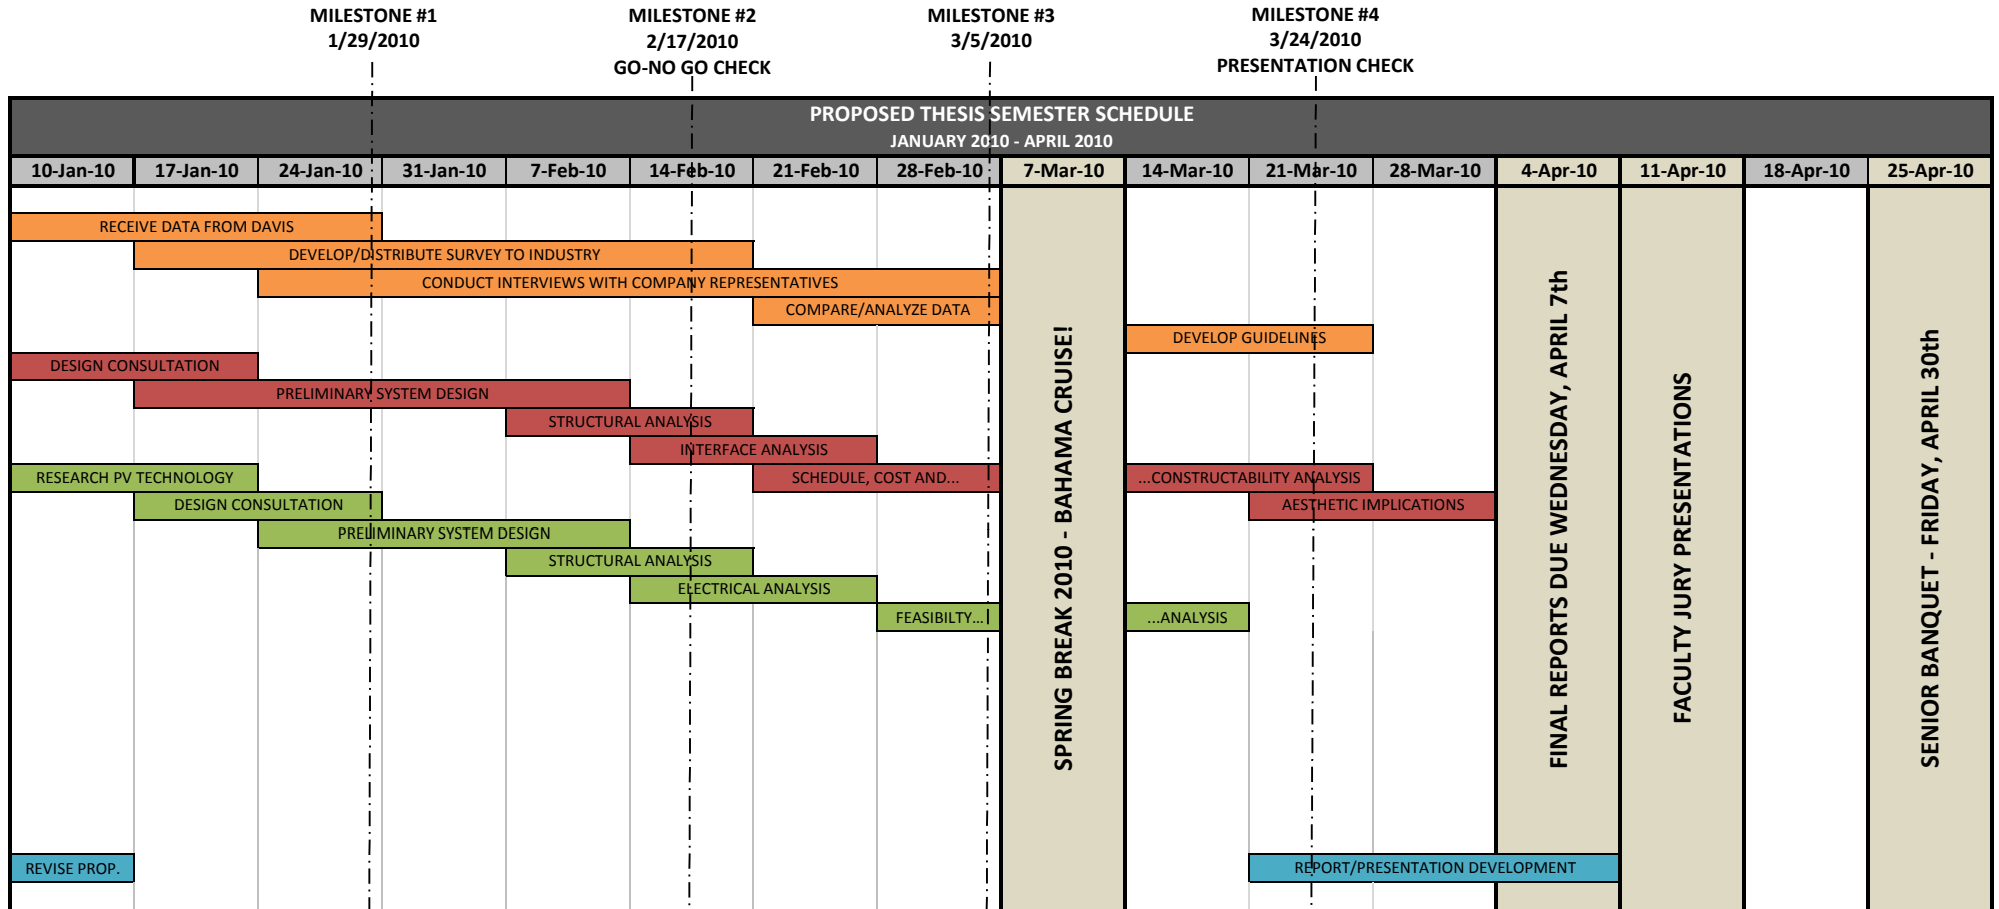 MILESTONE #1
1/29/2010
MILESTONE #2
2/17/2010
GO-NO GO CHECK
MILESTONE #3
3/5/2010
MILESTONE #4
3/24/2010
PRESENTATION CHECK
PROPOSED THESIS SEMESTER SCHEDULE
JANUARY 2010 - APRIL 2010
10-Jan-10 17-Jan-10 24-Jan-10 31-Jan-10 7-Feb-10 14-Feb-10 21-Feb-10 28-Feb-10 7-Mar-10 14-Mar-10 21-Mar-10 28-Mar-10 4-Apr-10 11-Apr-10 18-Apr-10 25-Apr-10
RECEIVE DATA FROM DAVIS
DEVELOP/DISTRIBUTE SURVEY TO INDUSTRY
CONDUCT INTERVIEWS WITH COMPANY REPRESENTATIVES
COMPARE/ANALYZE DATA
DEVELOP GUIDELINES
DESIGN CONSULTATION
PRELIMINARY SYSTEM DESIGN
STRUCTURAL ANALYSIS
INTERFACE ANALYSIS
RESEARCH PV TECHNOLOGY SCHEDULE, COST AND... ...CONSTRUCTABILITY ANALYSIS
DESIGN CONSULTATION AESTHETIC IMPLICATIONS
PRELIMINARY SYSTEM DESIGN
STRUCTURAL ANALYSIS
ELECTRICAL ANALYSIS
FEASIBILTY... ...ANALYSIS
SPRING BREAK 2010 - BAHAMA CRUISE!
FINAL REPORTS DUE WEDNESDAY, APRIL 7th
FACULTY JURY PRESENTATIONS
SENIOR BANQUET - FRIDAY, APRIL 30th
REVISE PROP. REPORT/PRESENTATION DEVELOPMENT